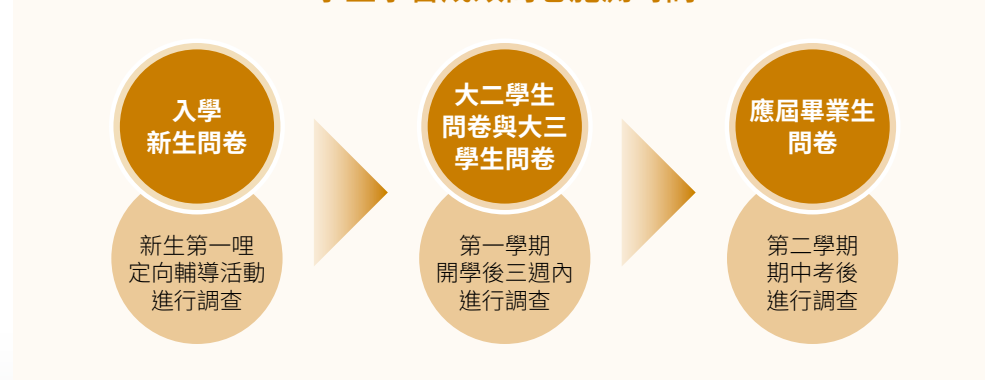 入學
新生問卷
大二學生
問卷與大三
學生問卷
應屆畢業生
問卷
新生第一哩
定向輔導活動
進行調查
第一學期
開學後三週內
進行調查
第二學期
期中考後
進行調查